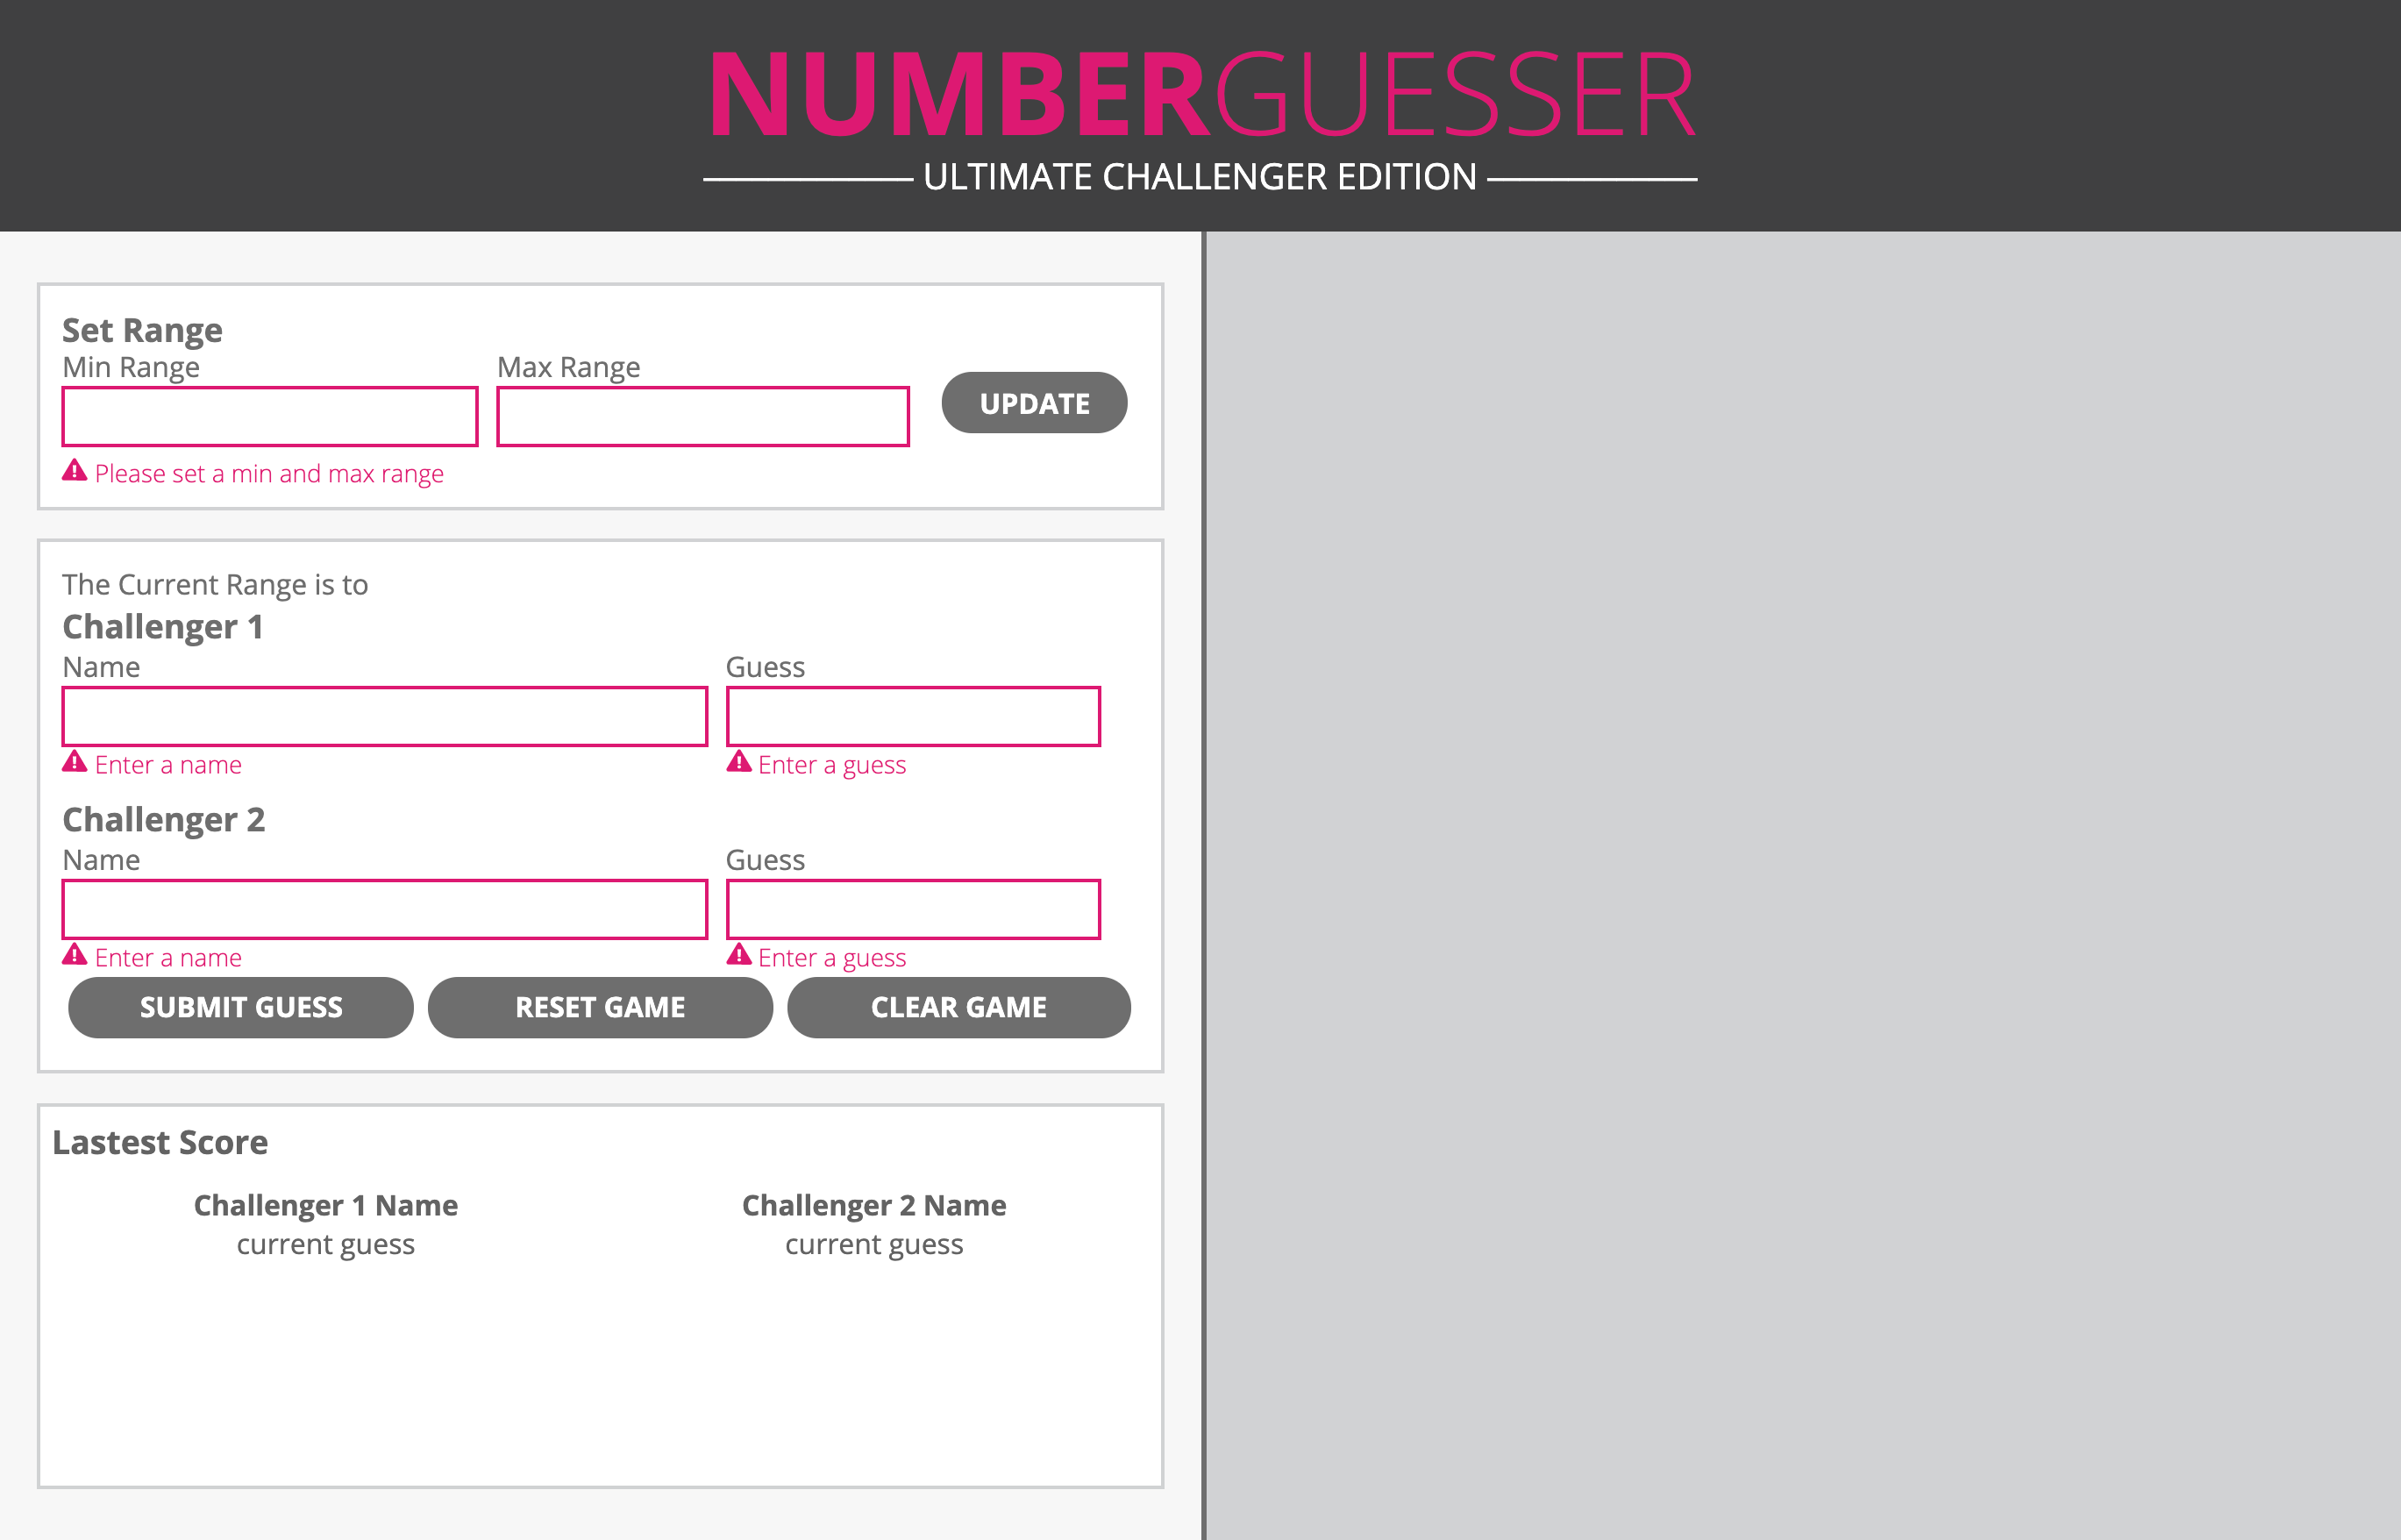 NUMBERGUESSER
ULTIMATE CHALLENGER EDITION
Set Range
Min Range Max Range
UPDATE
Please set a min and max range
The Current Range is to
Challenger 1
Name Guess
Enter a name Enter a guess
Challenger 2
Name Guess
Enter a name Enter a guess
SUBMIT GUESS RESET GAME CLEAR GAME
Lastest Score
Challenger 1 Name Challenger 2 Name
current guess current guess